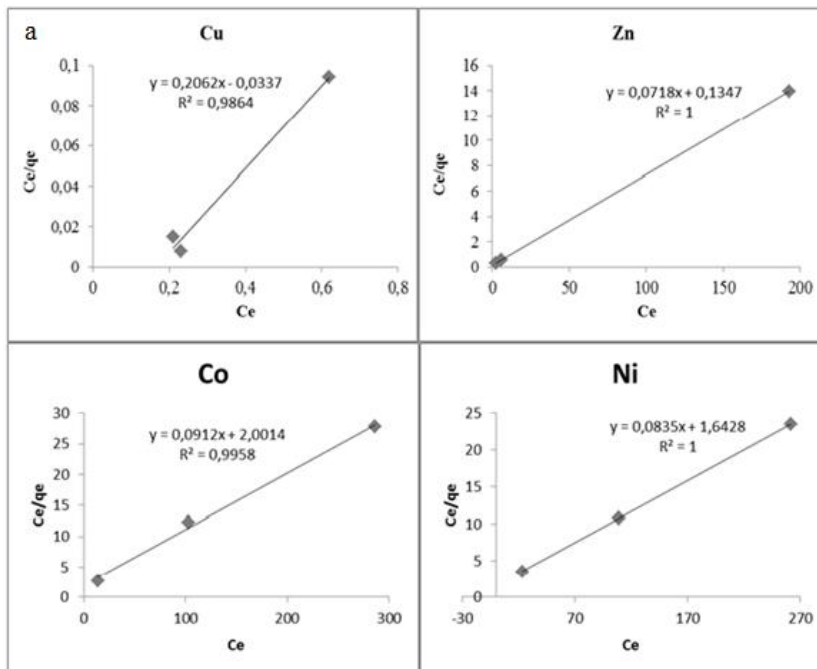 a
Cu
y = 0,2062x - 0,0337
R² = 0,9864
Ce/qe
0,1
0,08
0,06
0,04
0,02
0
0 0,2 0,4 0,6 0,8
Ce
Zn
y = 0,0718x + 0,1347
R² = 1
Ce/qe
16
14
12
10
8
6
4
2
0
0 50 100 150 200
Ce
Co
y = 0,0912x + 2,0014
R² = 0,9958
Ce/qe
30
25
20
15
10
5
0
0 100 200 300
Ce
Ni
y = 0,0835x + 1,6428
R² = 1
Ce/qe
25
20
15
10
5
0
-30 70 170 270
Ce